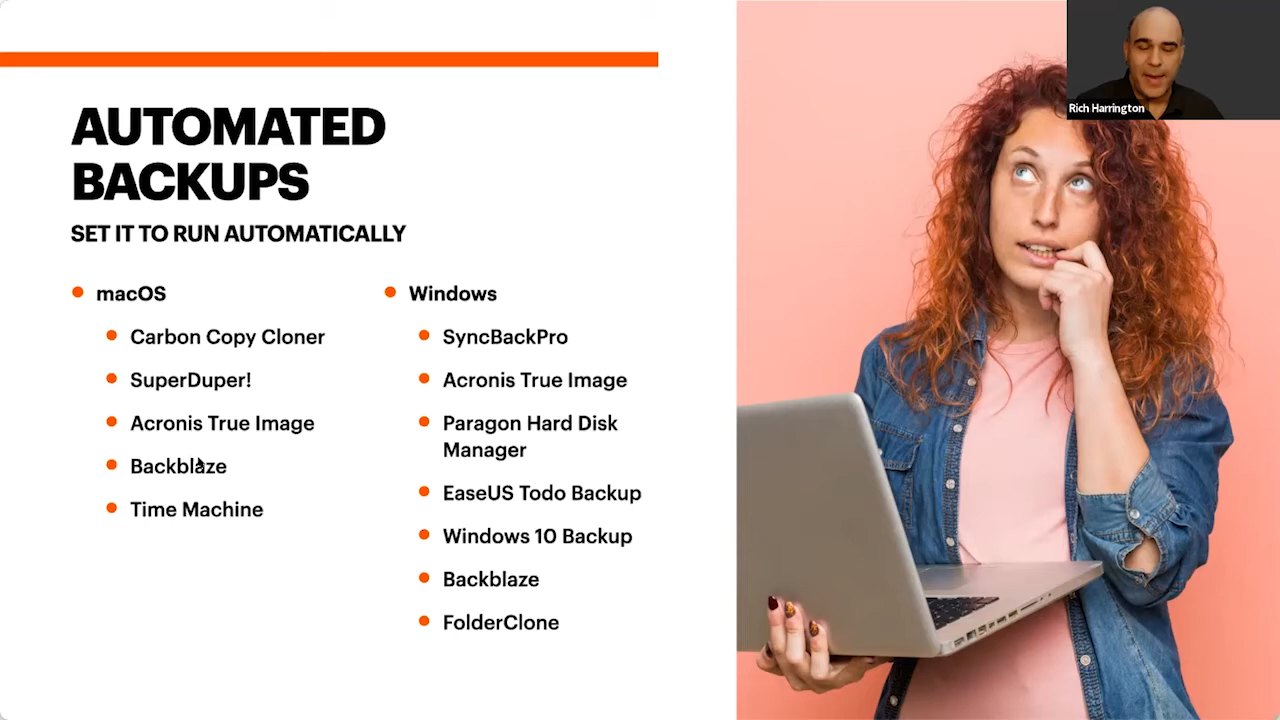 AUTOMATED
BACKUPS
SET IT TO RUN AUTOMATICALLY
macOS
Carbon Copy Cloner
SuperDuper!
Acronis True Image
Backblaze
Time Machine
Windows
SyncBackPro
Acronis True Image
Paragon Hard Disk
Manager
EaseUS Todo Backup
Windows 10 Backup
Backblaze
FolderClone
Rich Harrington